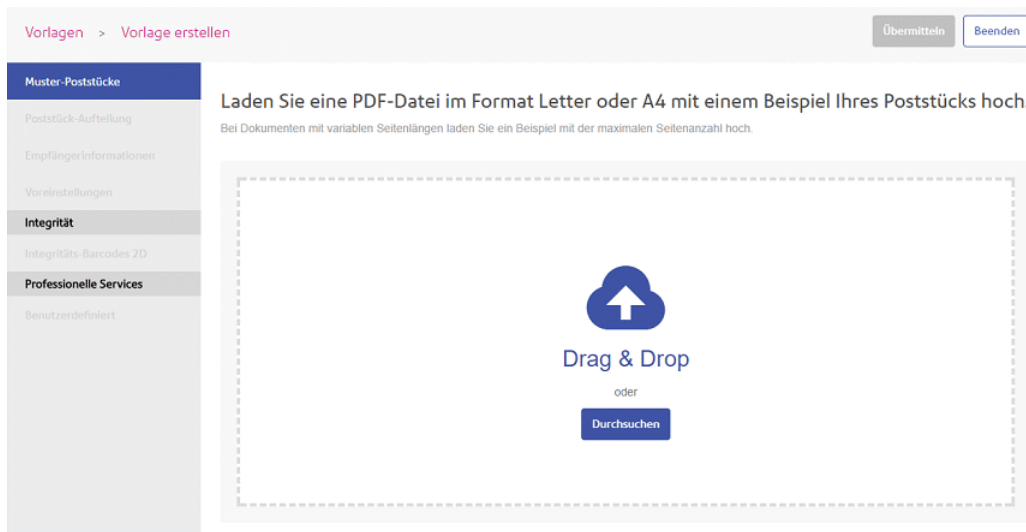 Vorlagen > Vorlage erstellen
Übermitteln
Beenden
Muster-Poststücke
Poststück-Aufteilung
Empfängerinformationen
Voreinstellungen
Integrität
Integritäts-Barcodes 2D
Professionelle Services
Benutzerdefiniert
Laden Sie eine PDF-Datei im Format Letter oder A4 mit einem Beispiel Ihres Poststücks hoch.
Bei Dokumenten mit variablen Seitenlängen laden Sie ein Beispiel mit der maximalen Seitenanzahl hoch.
Drag & Drop
oder
Durchsuchen